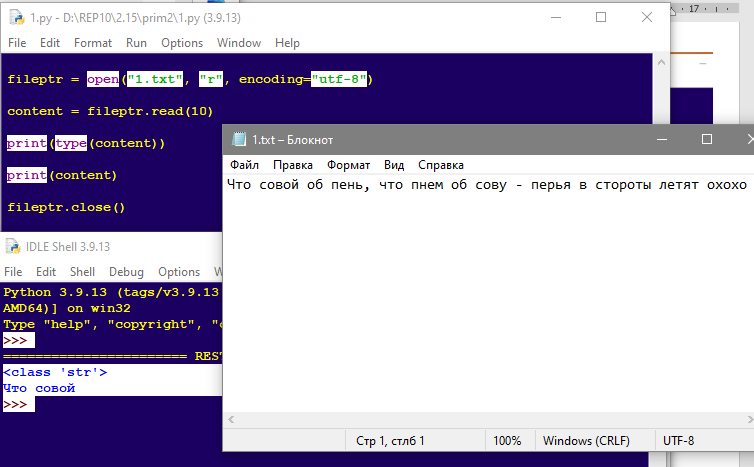 1.py - D:\REP10\2.15\prim2\1.py (3.9.13)
File Edit Format Run Options Window Help
fileptr = open("1.txt", "r", encoding="utf-8")
content = fileptr.read(10)
print(type(content))
print(content)
fileptr.close()
17
1.txt – Блокнот
Файл Правка Формат Вид Справка
Что совой об пень, что пнем об сову - перья в стороты летят охохо
Стр 1, стлб 1 100% Windows (CRLF) UTF-8
IDLE Shell 3.9.13
File Edit Shell Debug Options W
Python 3.9.13 (tags/v3.9.13
AMD64)] on win32
Type "help", "copyright", "c
>>>
======================= REST
<class 'str'>
Что совой
>>>